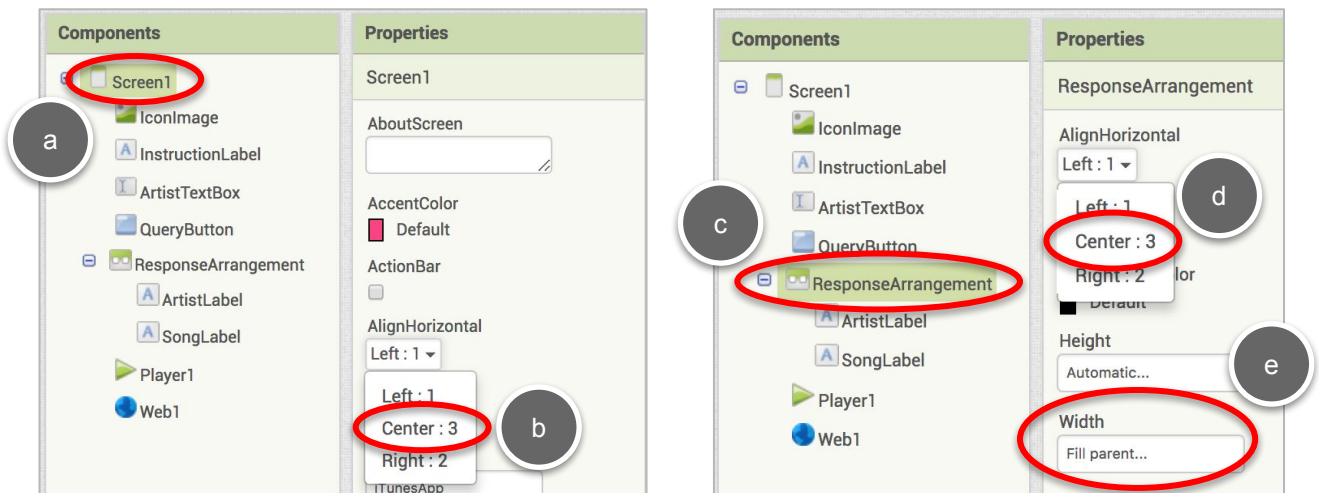 Components
Screen1
a
IconImage
InstructionLabel
ArtistTextBox
QueryButton
ResponseArrangement
ArtistLabel
SongLabel
Player1
Web1
Properties
Screen1
AboutScreen
AccentColor
Default
ActionBar
AlignHorizontal
Left : 1
Left : 1
Center : 3
b
Right : 2
iTunesApp
Components
Screen1
IconImage
InstructionLabel
ArtistTextBox
c
QueryButton
ResponseArrangement
ArtistLabel
SongLabel
Player1
Web1
Properties
ResponseArrangement
AlignHorizontal
Left : 1
d
Left : 1
Center : 3
Right : 2 lor
Default
Height
Automatic...
e
Width
Fill parent...